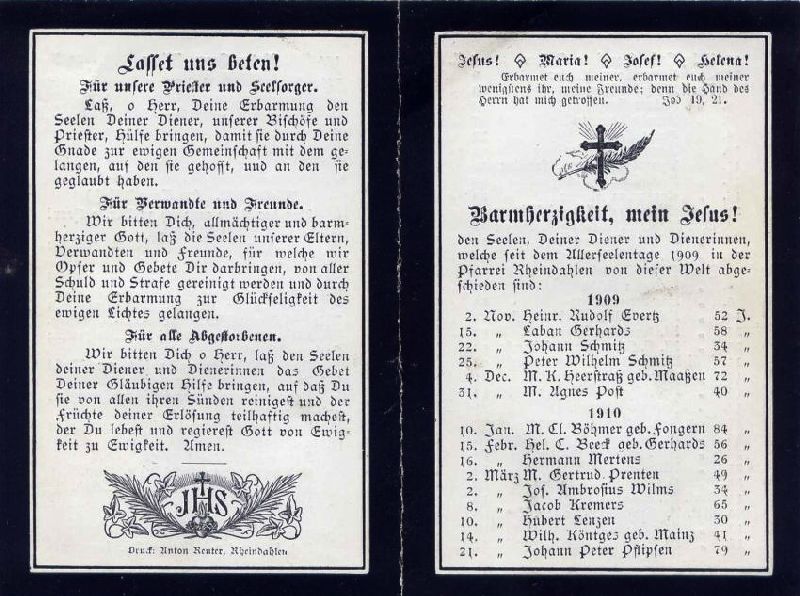 Lasset uns beten!
Für unsere Priester und Seelsorger.
Laß, o Herr, Deine Erbarmung den
Seelen Deiner Diener, unserer Bischöfe und
Priester, Hülfe bringen, damit sie durch Deine
Gnade zur ewigen Gemeinschaft mit dem ge-
langen, auf den sie gehofft, und an den sie
geglaubt haben.
Für Verwandte und Freunde.
Wir bitten Dich, allmächtiger und barm-
herziger Gott, laß die Seelen unserer Eltern,
Verwandten und Freunde, für welche wir
Opfer und Gebete Dir darbringen, von aller
Schuld und Strafe gereinigt werden und durch
Deine Erbarmung zur Glückseligkeit des
ewigen Lichtes gelangen.
Für alle Abgestorbenen.
Wir bitten Dich o Herr, laß den Seelen
deiner Diener und Dienerinnen das Gebet
Deiner Gläubigen Hilfe bringen, auf daß Du
sie von allen ihren Sünden reinigest und der
Früchte deiner Erlösung teilhaftig machest,
der Du lebest und regierest Gott von Ewig-
keit zu Ewigkeit. Amen.
JHS
Druck: Anton Reuter, Rheindahlen
Jesus! Maria! Josef! Helena!
Erbarmet euch meiner, erbarmet euch meiner
wenigstens ihr, meine Freunde; denn die Hand des
Herrn hat mich getroffen. Job 19, 21.
Barmherzigkeit, mein Jesus!
den Seelen Deiner Diener und Dienerinnen,
welche seit dem Allerseelentage 1909 in der
Pfarrei Rheindahlen von dieser Welt abge-
schieden sind:
1909
2. Nov. Heinr. Rudolf Evertz 52 J.
15. „ Laban Gerhards 58 „
22. „ Johann Schmitz 34 „
25. „ Peter Wilhelm Schmitz 57 „
4. Dec. M. K. Heerstraß geb. Maaßen 72 „
31. „ M. Agnes Post 40 „
1910
10. Jan. M. Cl. Böhmer geb. Fongern 84 „
15. Febr. Hel. C. Beeck geb. Gerhards 56 „
16. „ Hermann Mertens 26 „
2. März M. Gertrud Prenten 49 „
2. „ Jos. Ambrosius Wilms 34 „
8. „ Jacob Kremers 65 „
10. „ Hubert Lenzen 30 „
14. „ Wilh. Köntges geb. Mainz 41 „
21. „ Johann Peter Pflipsen 79 „